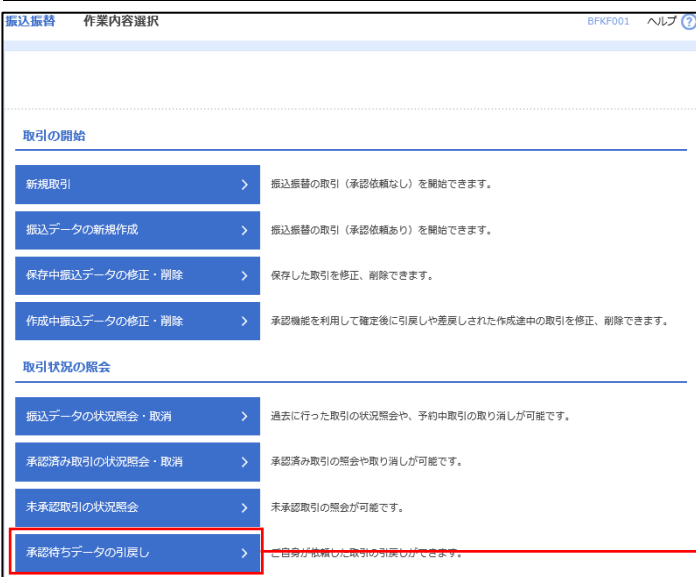 振込振替 作業内容選択 BFKF001 ヘルプ ?
取引の開始
新規取引 振込振替の取引（承認依頼なし）を開始できます。
振込データの新規作成 振込振替の取引（承認依頼あり）を開始できます。
保存中振込データの修正・削除 保存した取引を修正、削除できます。
作成中振込データの修正・削除 承認機能を利用して確定後に引戻しや差戻しされた作成途中の取引を修正、削除できます。
取引状況の照会
振込データの状況照会・取消 過去に行った取引の状況照会や、予約中取引の取り消しが可能です。
承認済み取引の状況照会・取消 承認済み取引の照会や取り消しが可能です。
未承認取引の状況照会 未承認取引の照会が可能です。
承認待ちデータの引戻し ご自身が依頼した取引の引戻しができます。